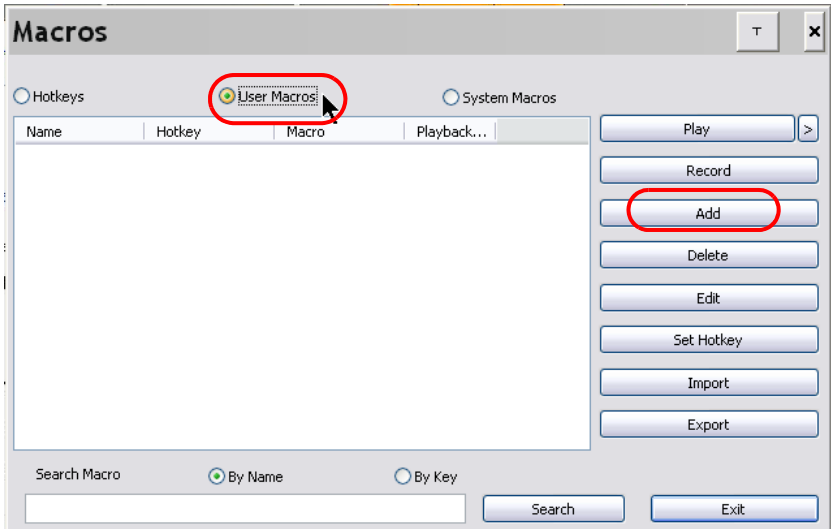 Macros
T
×
Hotkeys
User Macros
System Macros
Name Hotkey Macro Playback...
Play >
Record
Add
Delete
Edit
Set Hotkey
Import
Export
Search Macro By Name By Key
Search Exit